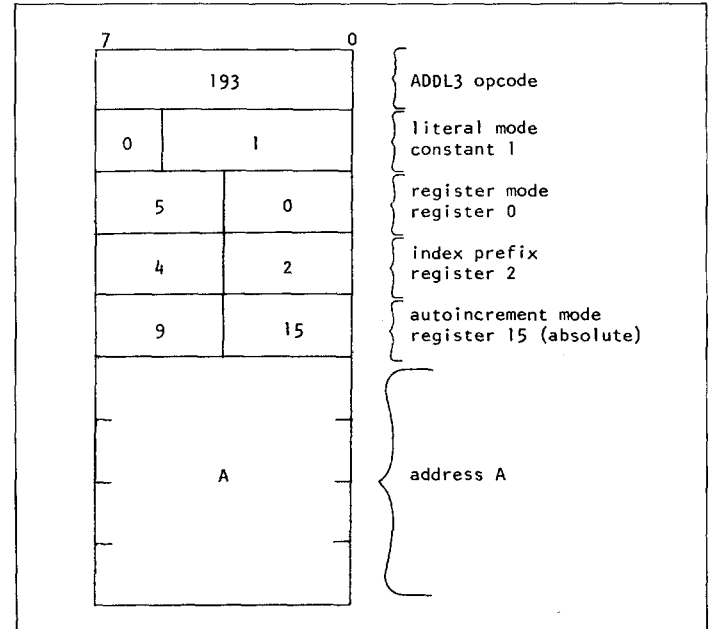 7 0
193
ADDL3 opcode
0 1
literal mode
constant 1
5 0
register mode
register 0
4 2
index prefix
register 2
9 15
autoincrement mode
register 15 (absolute)
A
address A